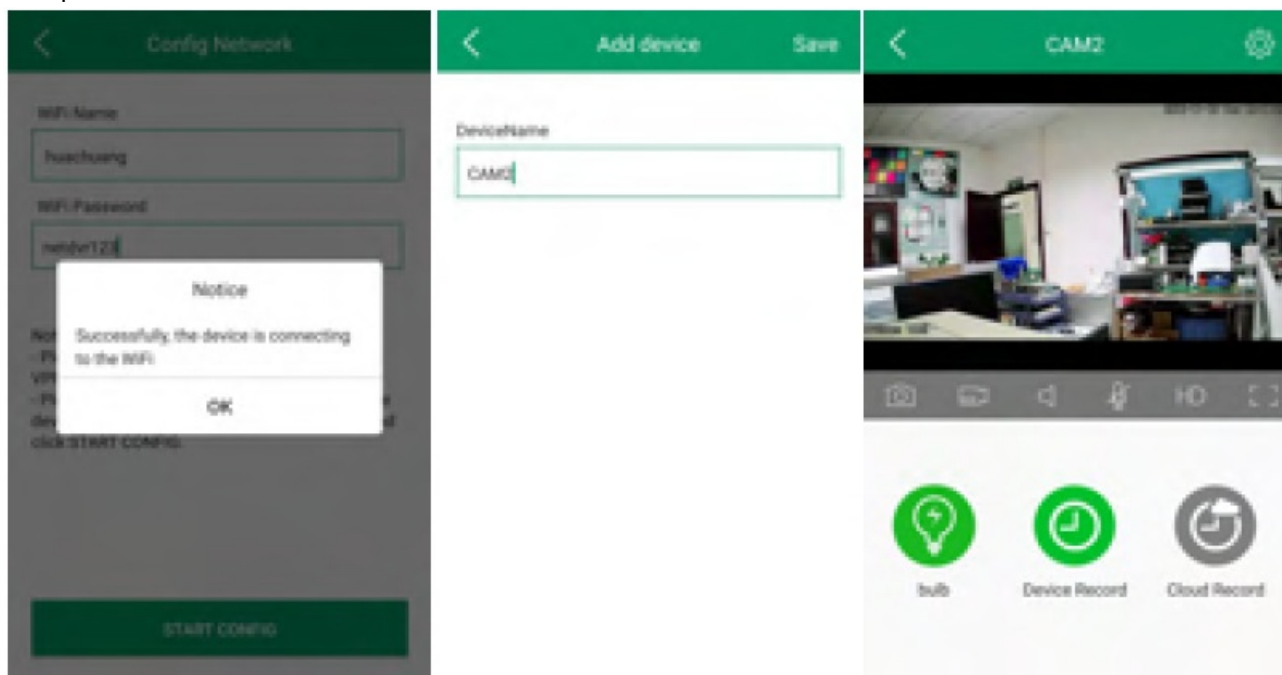 Config Network
WiFi Name
huachuang
WiFi Password
netdvr123
Notice
Successfully, the device is connecting
to the WiFi
OK
click START CONFIG.
START CONFIG
Add device
Save
DeviceName
CAM2
CAM2
HD
bulb
Device Record
Cloud Record